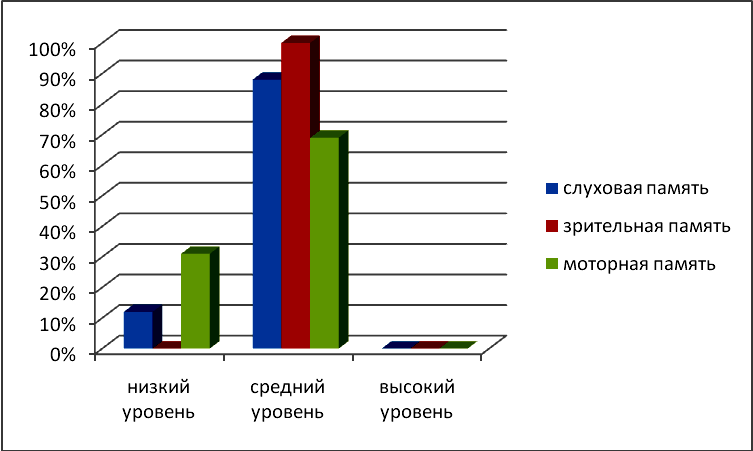 100%
90%
80%
70%
60%
50%
40%
30%
20%
10%
0%
низкий
уровень
средний
уровень
высокий
уровень
слуховая память
зрительная память
моторная память